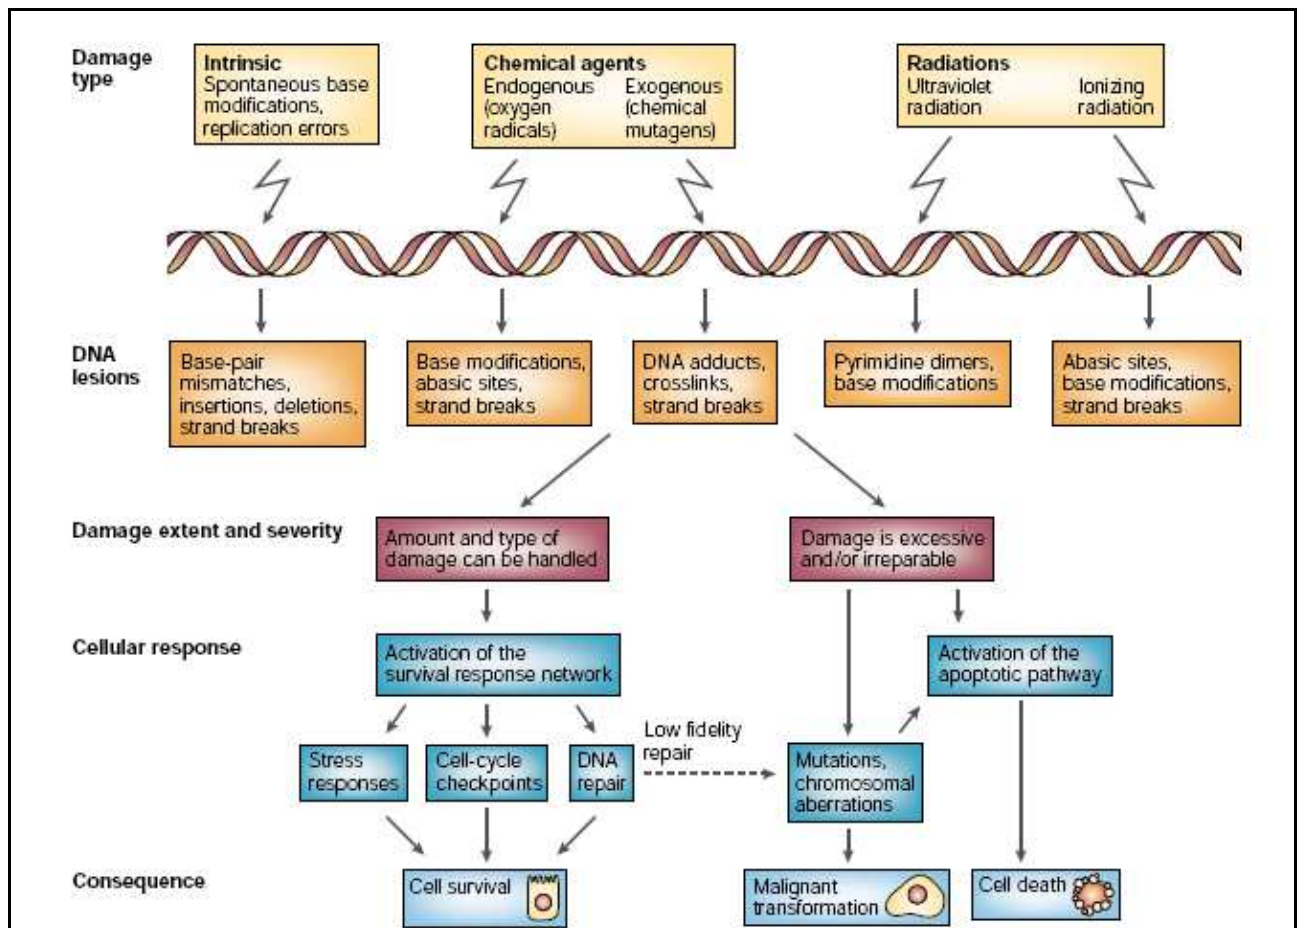 Damage
type
Intrinsic
Spontaneous base
modifications,
replication errors
Chemical agents
Endogenous
(oxygen
radicals)
Exogenous
(chemical
mutagens)
Radiations
Ultraviolet
radiation
Ionizing
radiation
DNA
lesions
Base-pair
mismatches,
insertions, deletions,
strand breaks
Base modifications,
abasic sites,
strand breaks
DNA adducts,
crosslinks,
strand breaks
Pyrimidine dimers,
base modifications
Abasic sites,
base modifications,
strand breaks
Damage extent and severity
Amount and type of
damage can be handled
Damage is excessive
and/or irreparable
Cellular response
Activation of the
survival response network
Activation of the
apoptotic pathway
Stress
responses
Cell-cycle
checkpoints
DNA
repair
Low fidelity
repair
Mutations,
chromosomal
aberrations
Consequence
Cell survival
Malignant
transformation
Cell death